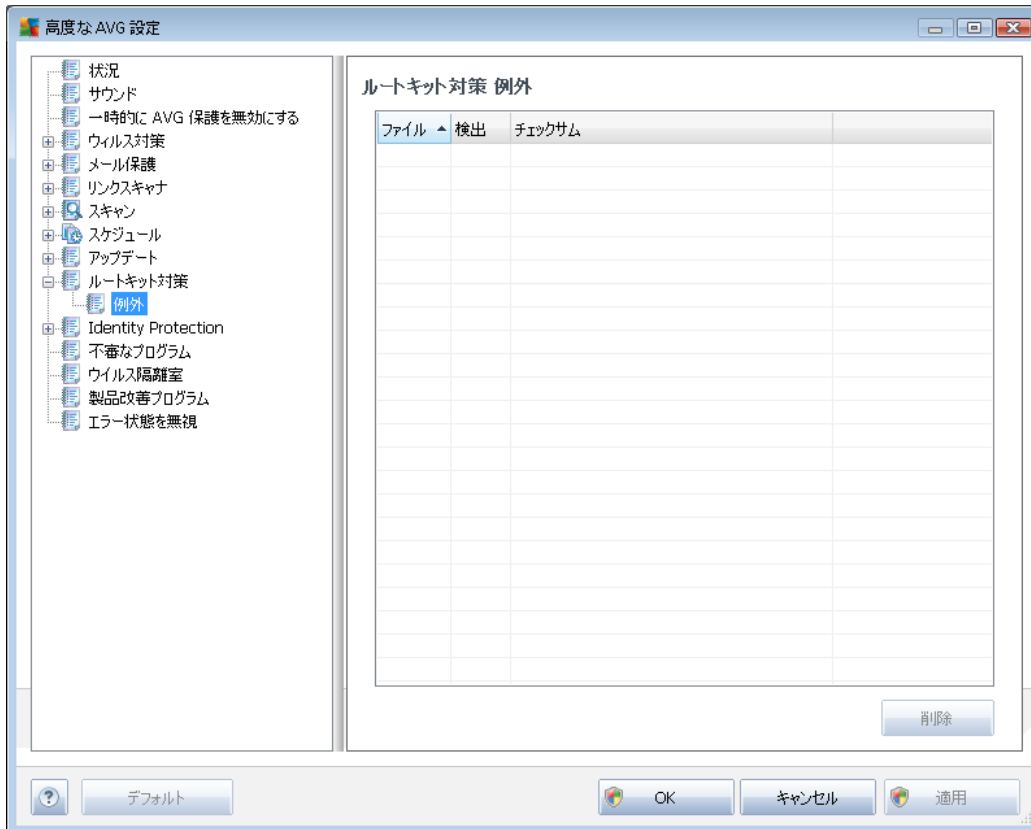 高度な AVG 設定
状況
サウンド
一時的に AVG 保護を無効にする
ウィルス対策
メール保護
リンクスキャナ
スキャン
スケジュール
アップデート
ルートキット対策
例外
Identity Protection
不審なプログラム
ウイルス隔離室
製品改善プログラム
エラー状態を無視
ルートキット対策 例外
ファイル 検出 チェックサム
削除
? デフォルト OK キャンセル 適用